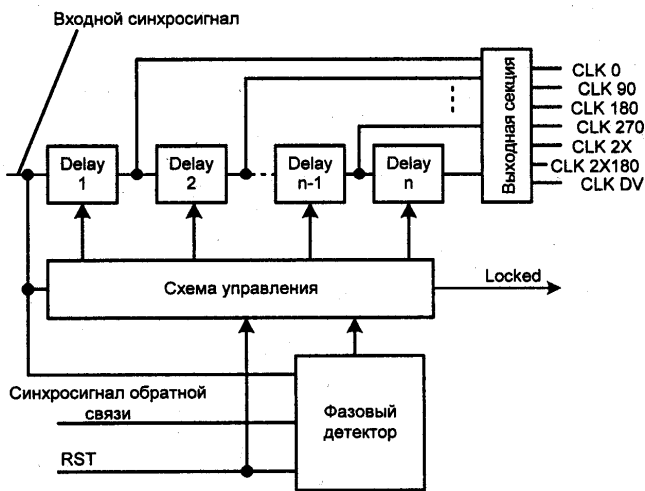 Входной синхросигнал
Delay
1
Delay
2
Delay
n-1
Delay
n
Выходная секция
CLK 0
CLK 90
CLK 180
CLK 270
CLK 2X
CLK 2X180
CLK DV
Схема управления
Locked
Синхросигнал обратной
связи
RST
Фазовый
детектор